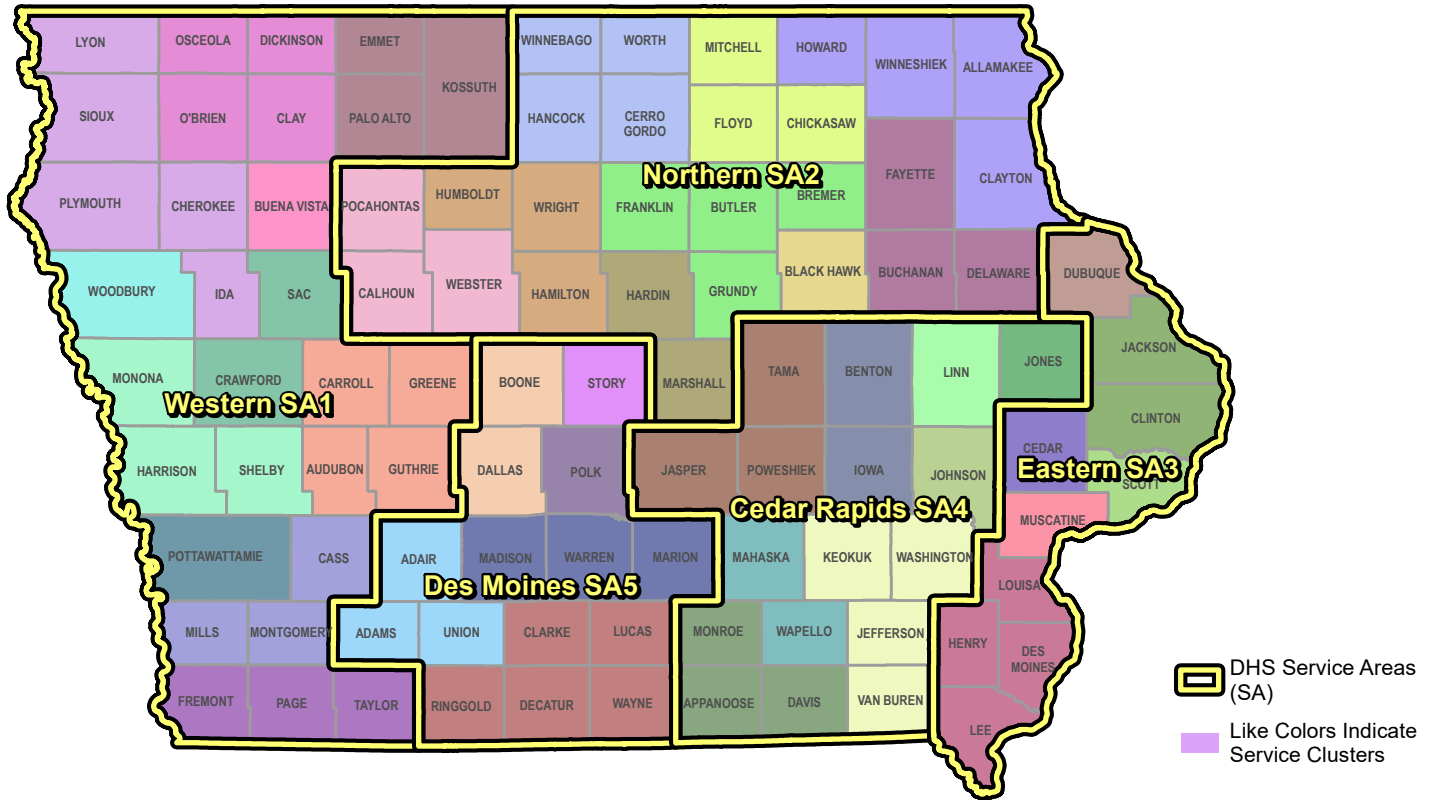 LYON
OSCEOLA
DICKINSON
EMMET
KOSSUTH
WINNEBAGO
WORTH
MITCHELL
HOWARD
WINNESHIEK
ALLAMAKEE
SIOUX
O'BRIEN
CLAY
PALO ALTO
HANCOCK
CERRO
GORDO
FLOYD
CHICKASAW
Northern SA2
FAYETTE
CLAYTON
PLYMOUTH
CHEROKEE
BUENA VISTA
POCAHONTAS
HUMBOLDT
WRIGHT
FRANKLIN
BUTLER
BREMER
WOODBURY
IDA
SAC
CALHOUN
WEBSTER
HAMILTON
HARDIN
GRUNDY
BLACK HAWK
BUCHANAN
DELAWARE
DUBUQUE
MONONA
CRAWFORD
CARROLL
GREENE
BOONE
STORY
MARSHALL
TAMA
BENTON
LINN
JONES
JACKSON
Western SA1
CLINTON
HARRISON
SHELBY
AUDUBON
GUTHRIE
DALLAS
POLK
JASPER
POWESHIEK
IOWA
JOHNSON
CEDAR
Eastern SA3
SCOTT
Cedar Rapids SA4
MUSCATINE
POTTAWATTAMIE
CASS
ADAIR
MADISON
WARREN
MARION
MAHASKA
KEOKUK
WASHINGTON
Des Moines SA5
LOUISA
MILLS
MONTGOMERY
ADAMS
UNION
CLARKE
LUCAS
MONROE
WAPELLO
JEFFERSON
HENRY
DES
MOINES
FREMONT
PAGE
TAYLOR
RINGGOLD
DECATUR
WAYNE
APPANOOSE
DAVIS
VAN BUREN
LEE
DHS Service Areas
(SA)
Like Colors Indicate
Service Clusters